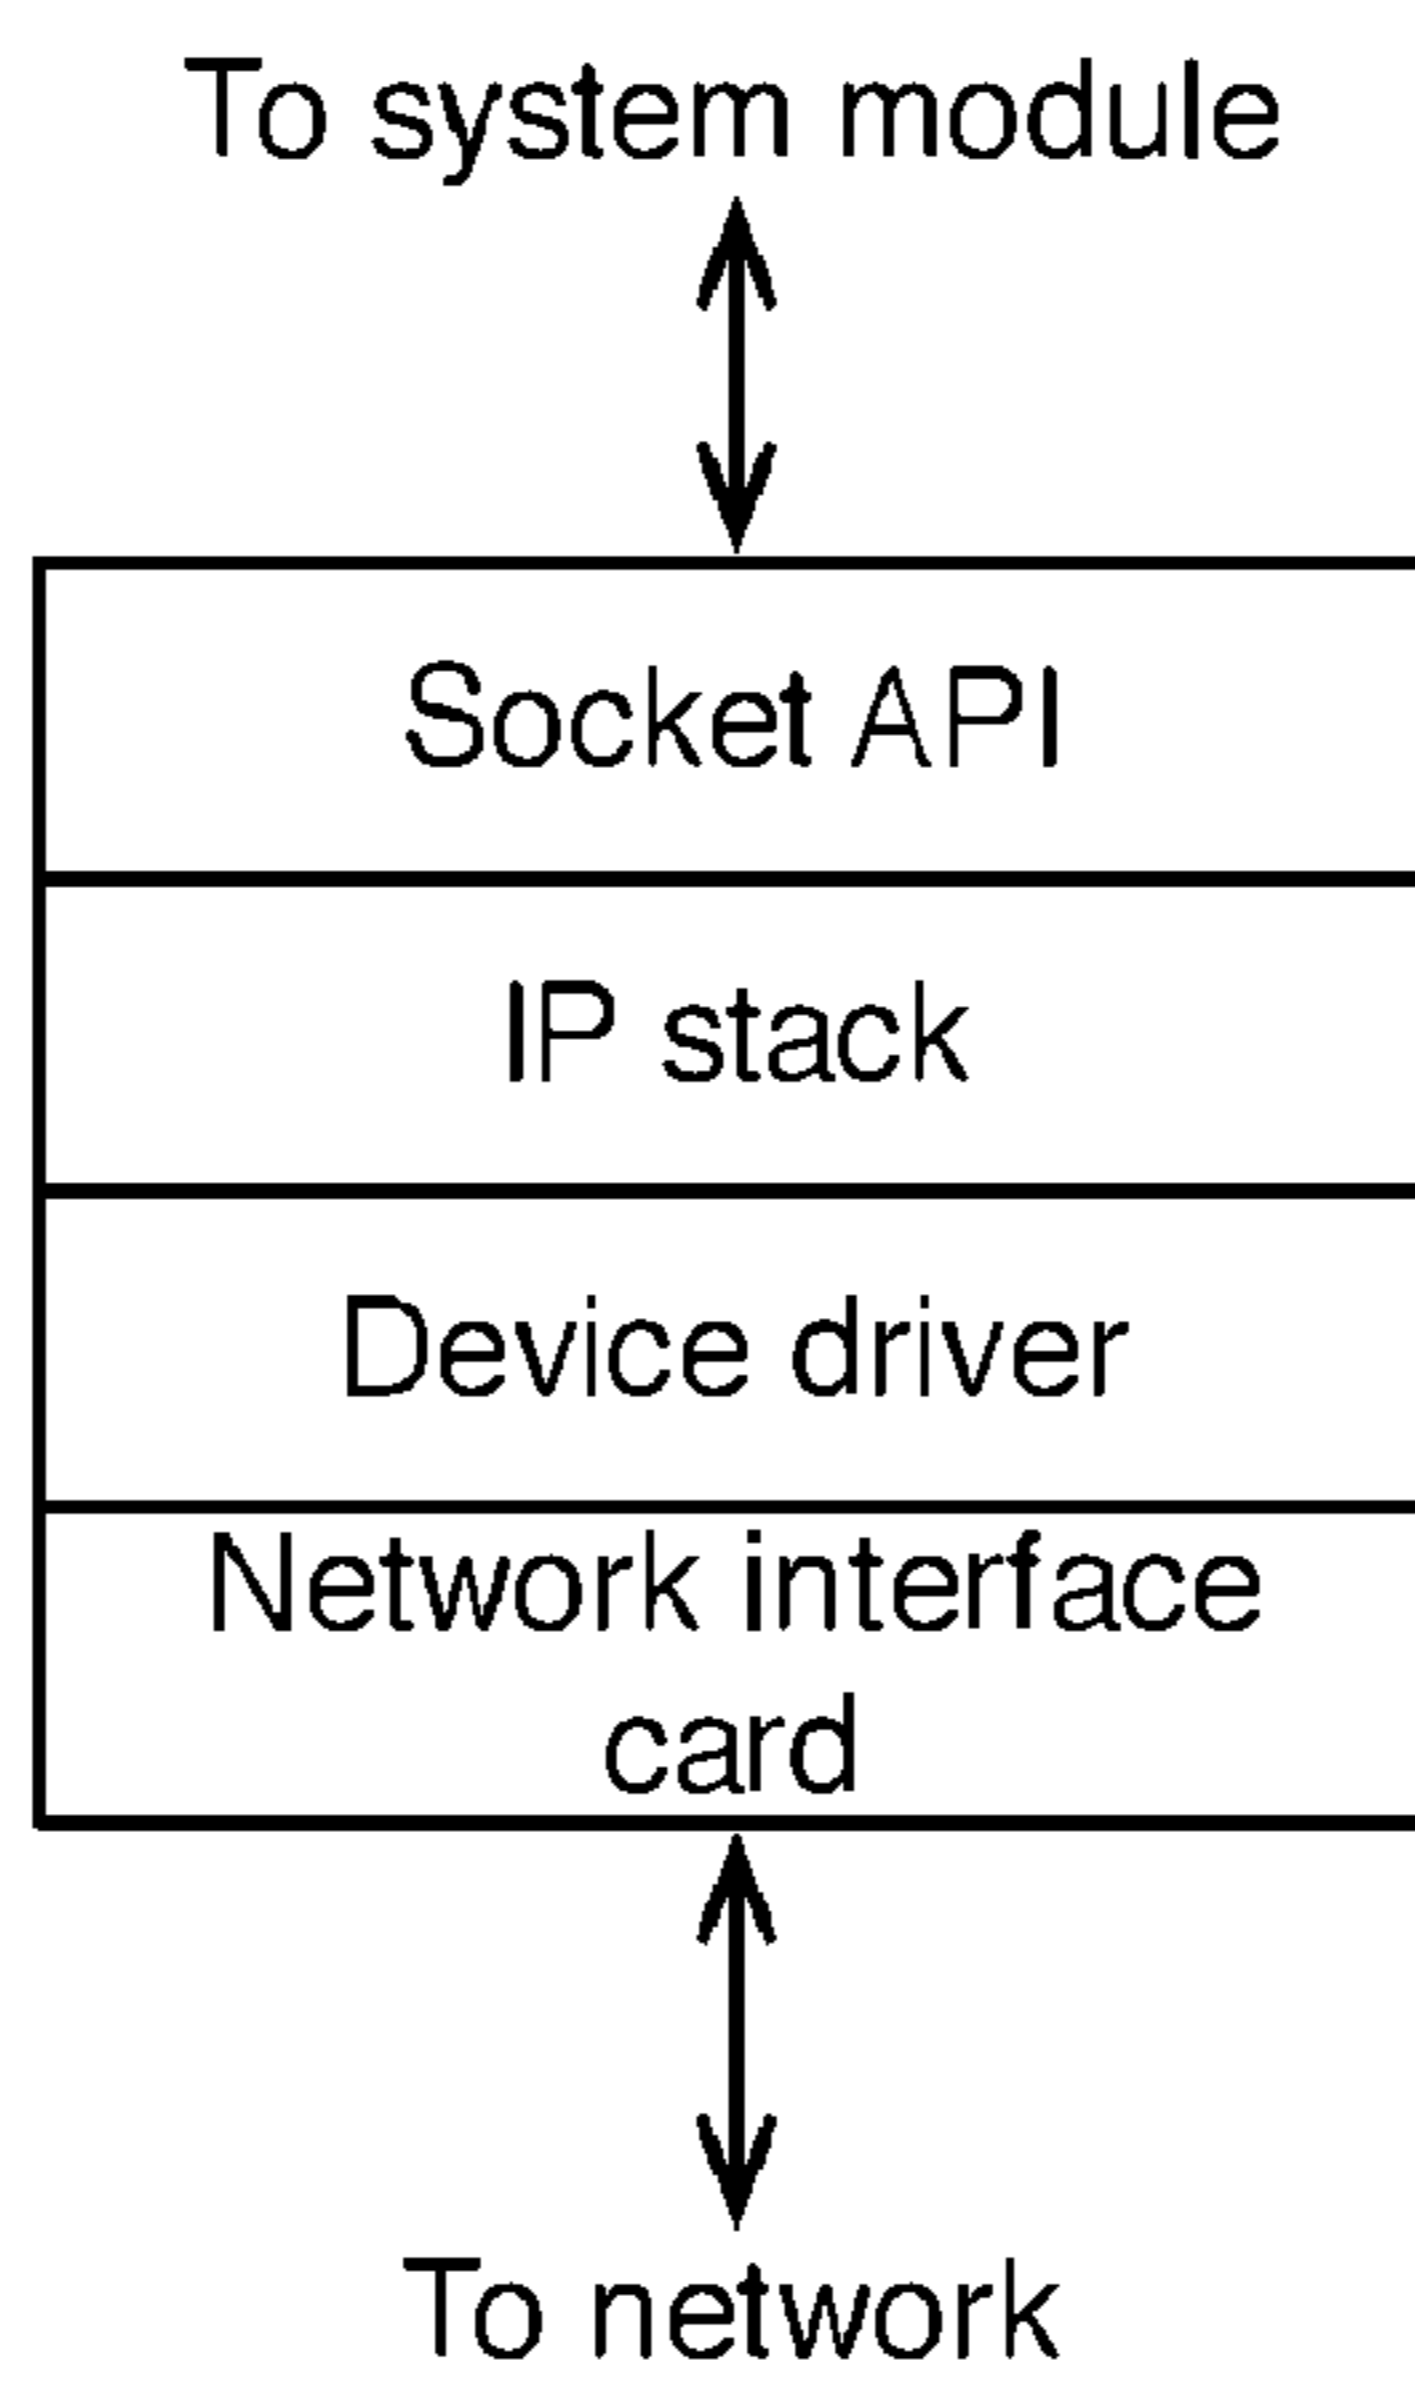 To system module
Socket API
IP stack
Device driver
Network interface
card
To network